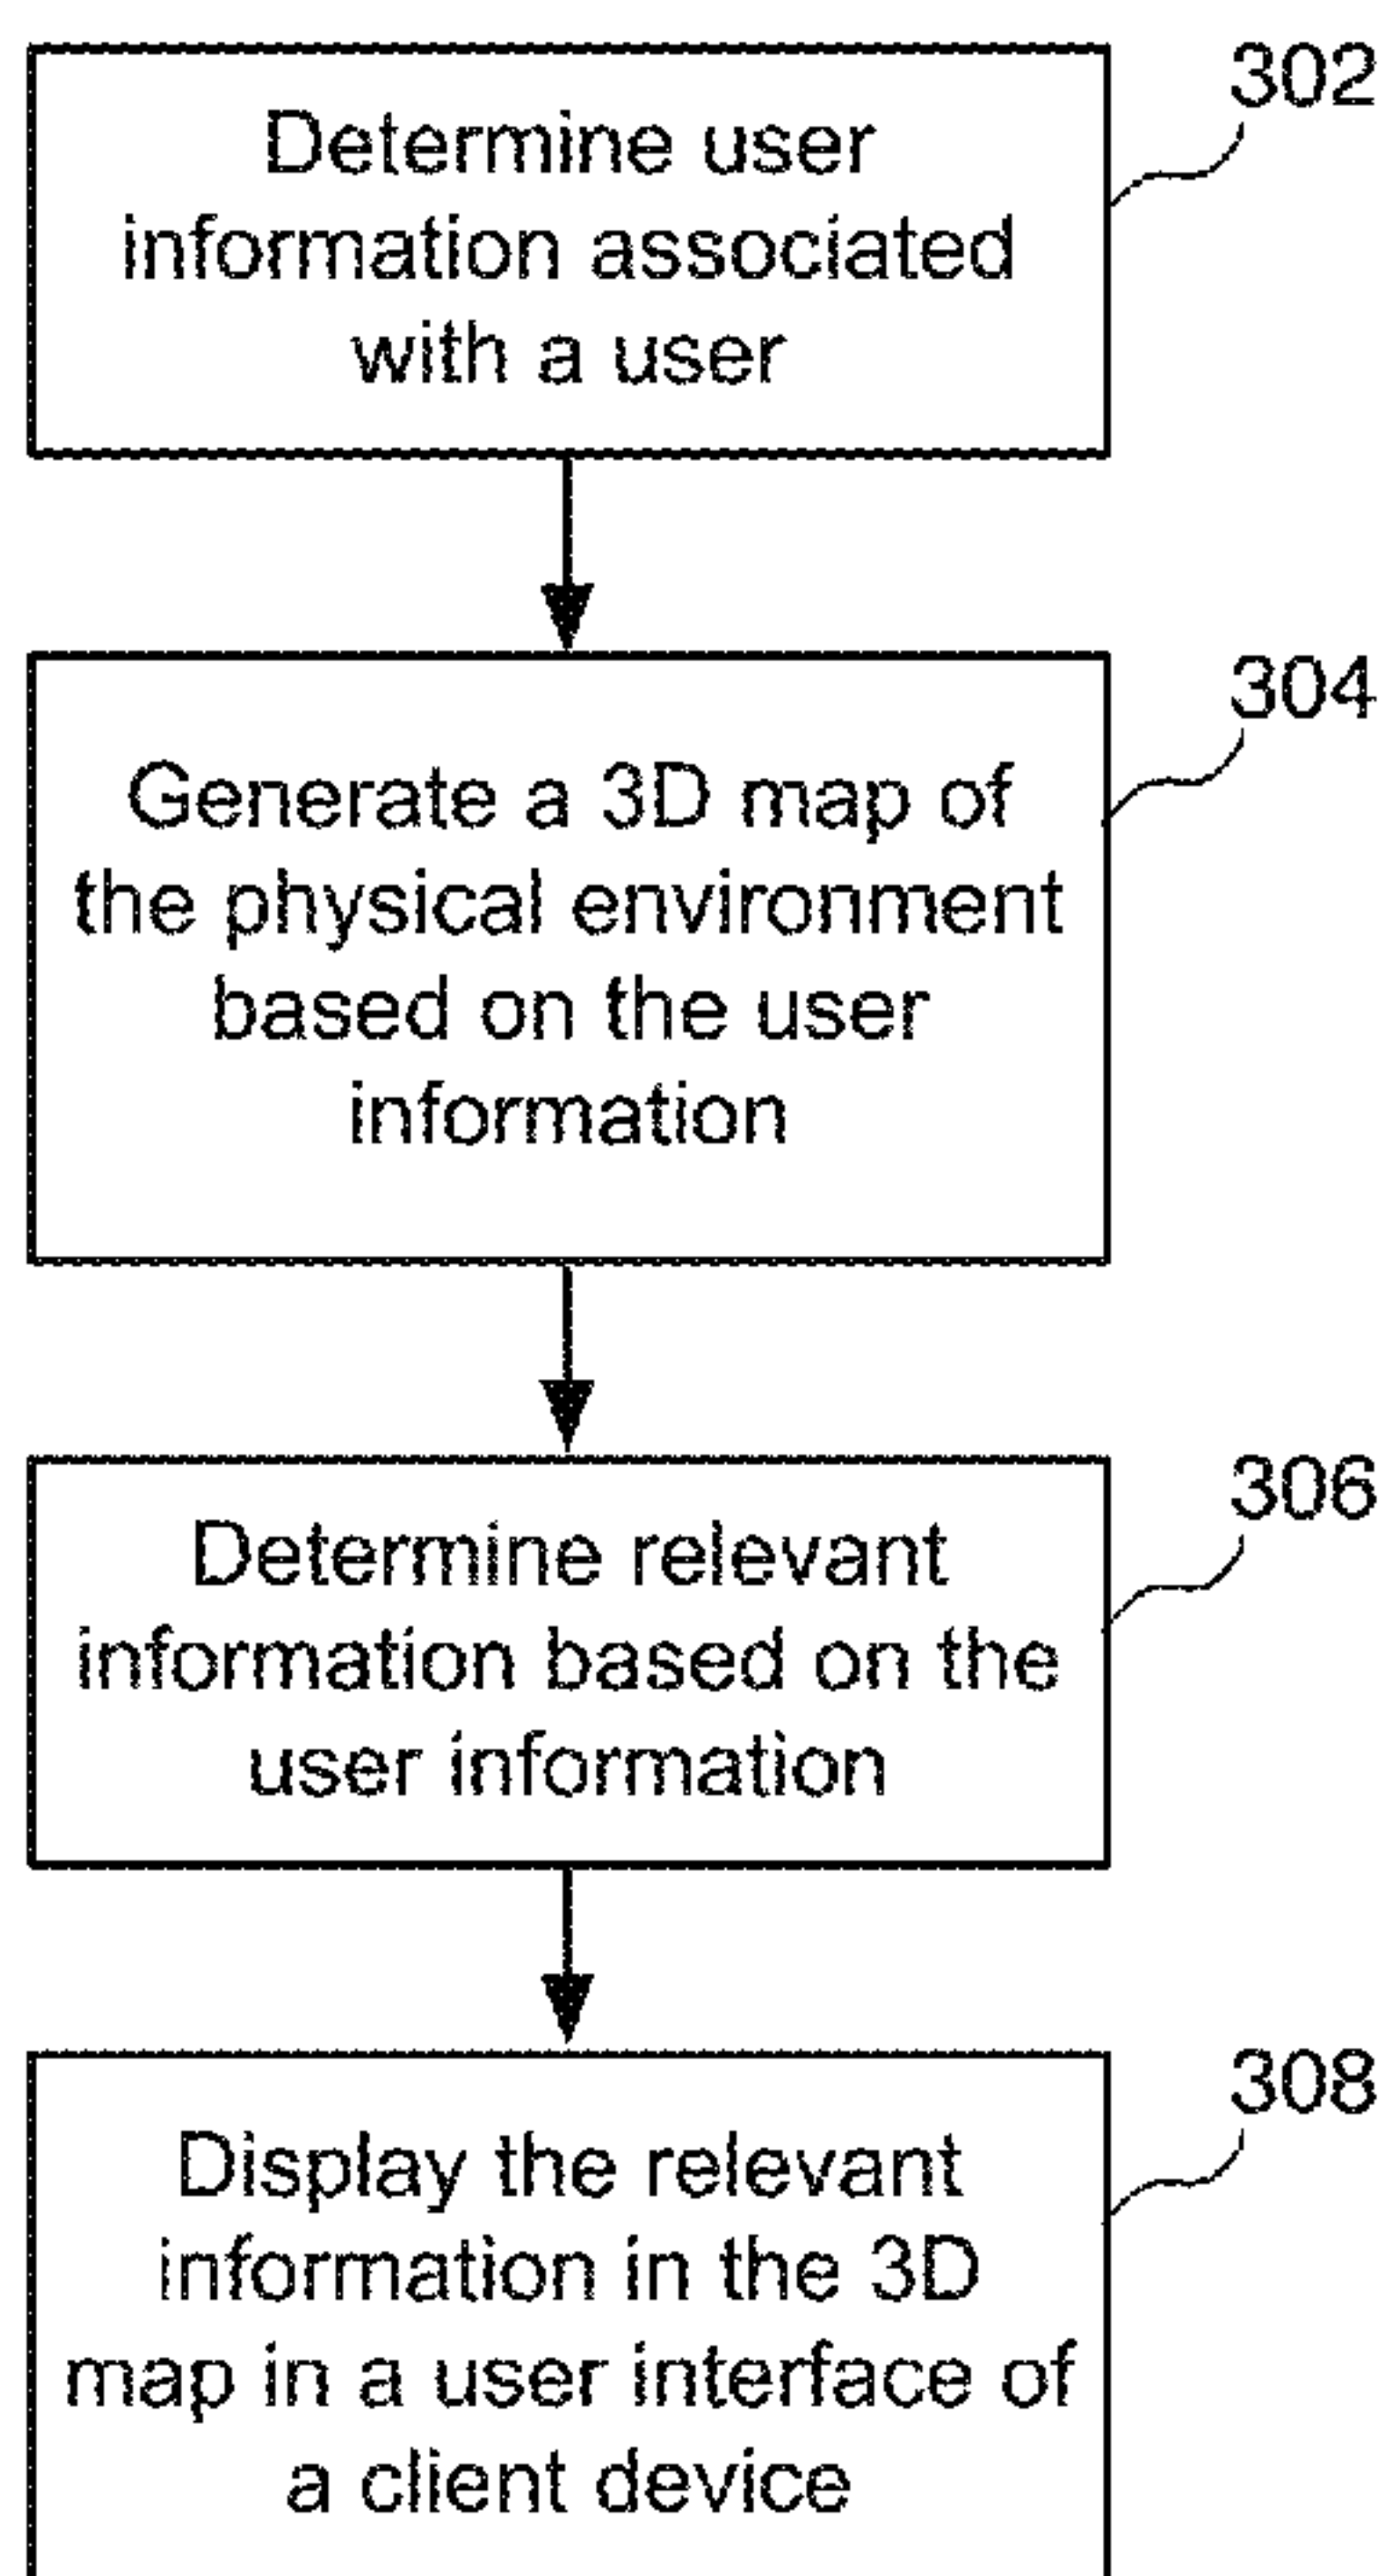 302
Determine user
information associated
with a user
304
Generate a 3D map of
the physical environment
based on the user
information
306
Determine relevant
information based on the
user information
308
Display the relevant
information in the 3D
map in a user interface of
a client device